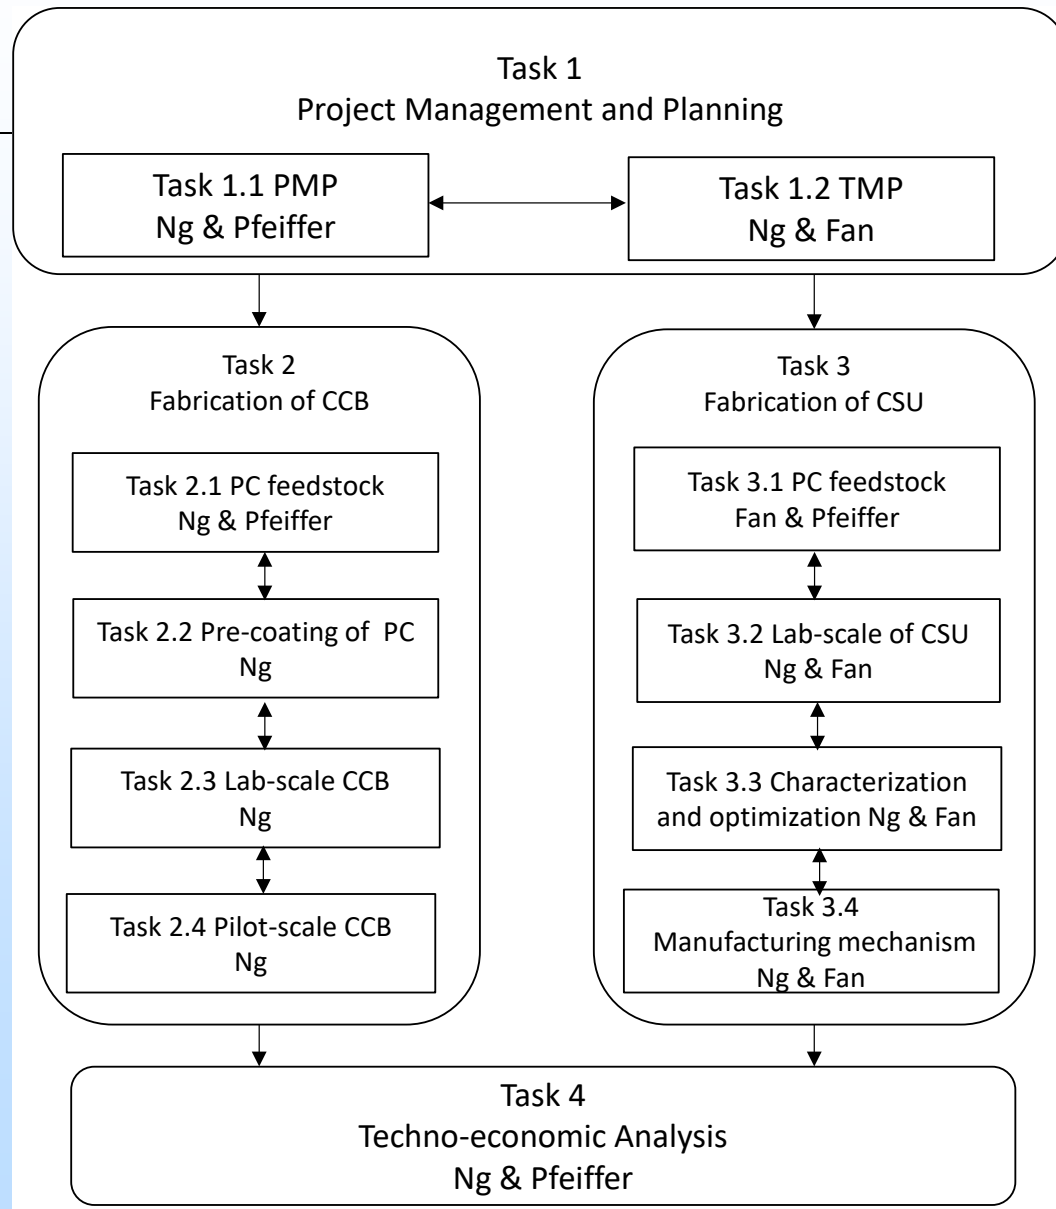 Task 1
Project Management and Planning
Task 1.1 PMP
Ng & Pfeiffer
Task 1.2 TMP
Ng & Fan
Task 2
Fabrication of CCB
Task 2.1 PC feedstock
Ng & Pfeiffer
Task 2.2 Pre-coating of PC
Ng
Task 2.3 Lab-scale CCB
Ng
Task 2.4 Pilot-scale CCB
Ng
Task 3
Fabrication of CSU
Task 3.1 PC feedstock
Fan & Pfeiffer
Task 3.2 Lab-scale of CSU
Ng & Fan
Task 3.3 Characterization
and optimization Ng & Fan
Task 3.4
Manufacturing mechanism
Ng & Fan
Task 4
Techno-economic Analysis
Ng & Pfeiffer